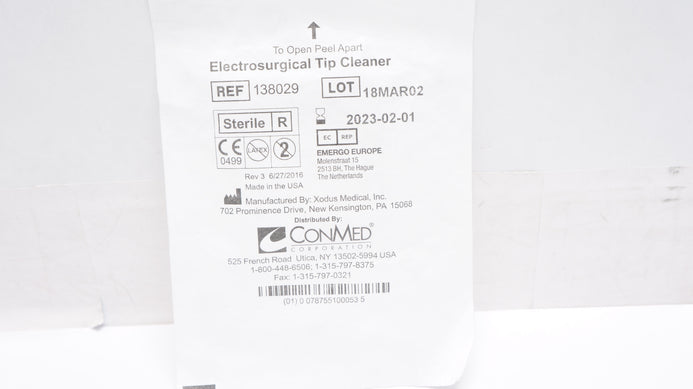 To Open Peel Apart
Electrosurgical Tip Cleaner
REF 138029 LOT 18MAR02
Sterile R 2023-02-01
EC REP
CE 0499 LATEX 2 EMERGO EUROPE
Molenstraat 15
2513 BH, The Hague
The Netherlands
Rev 3 6/27/2016
Made in the USA
Manufactured By: Xodus Medical, Inc.
702 Prominence Drive, New Kensington, PA 15068
Distributed By:
CONMED®
CORPORATION
525 French Road Utica, NY 13502-5994 USA
1-800-448-6506; 1-315-797-8375
Fax: 1-315-797-0321
(01) 0 078755100053 5